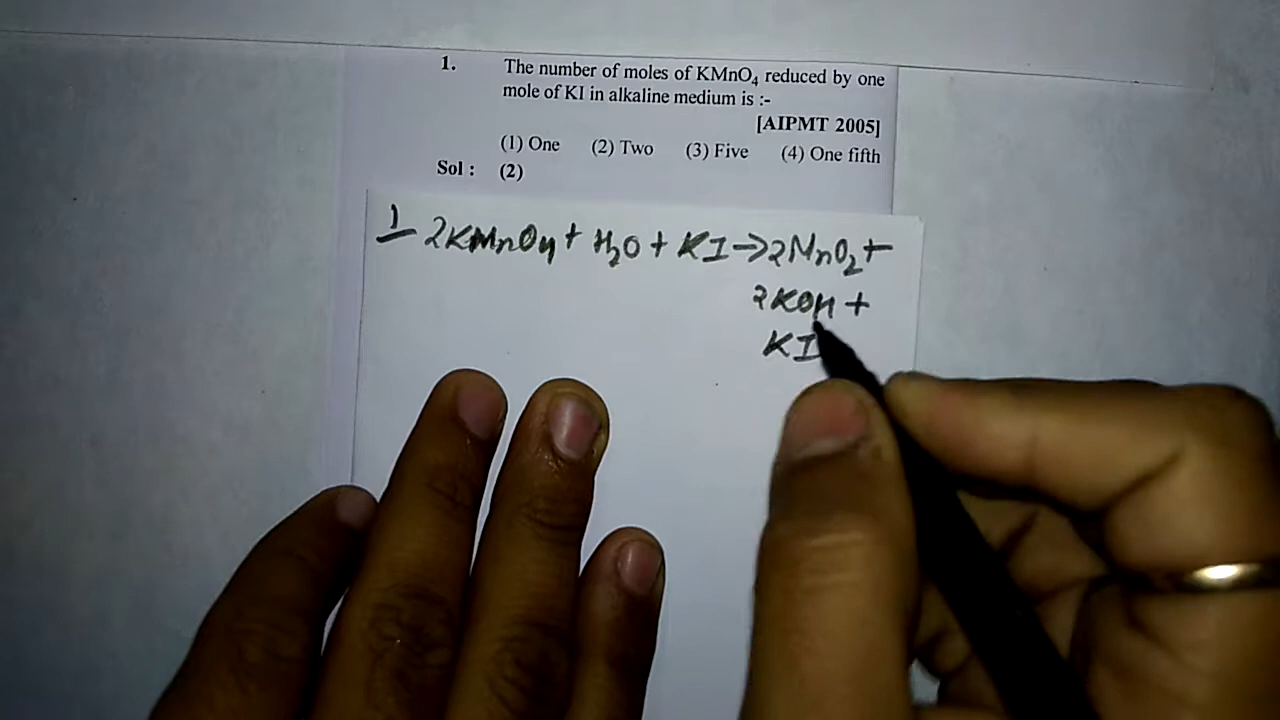 1. The number of moles of KMnO₄ reduced by one
mole of KI in alkaline medium is :-
[AIPMT 2005]
(1) One (2) Two (3) Five (4) One fifth
Sol : (2)
1 2KMnO₄ + H₂O + KI → 2MnO₂ +
2KOH +
KI